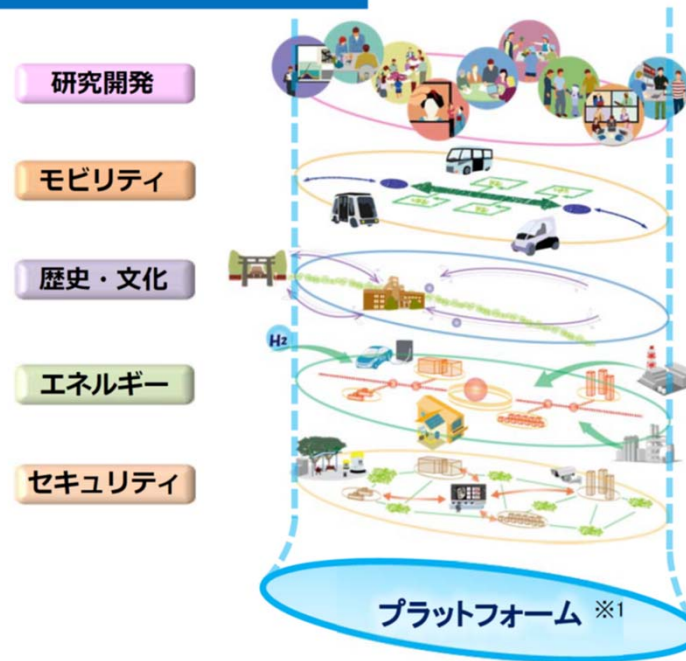 研究開発
モビリティ
歴史・文化
H2
エネルギー
セキュリティ
プラットフォーム ※1